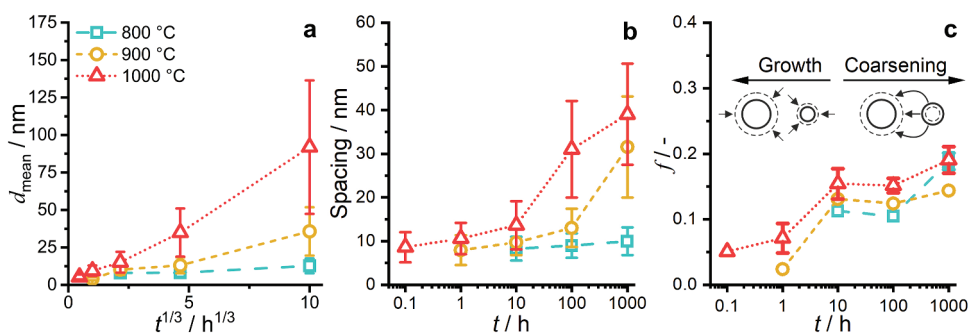 a
800 °C
900 °C
1000 °C
175
150
125
100
75
50
25
0
0
5
10
d_mean / nm
t^1/3 / h^1/3
b
60
50
40
30
20
10
0
0.1 1 10 100 1000
Spacing / nm
t / h
c
Growth Coarsening
0.4
0.3
0.2
0.1
0.0
0.1 1 10 100 1000
f / -
t / h